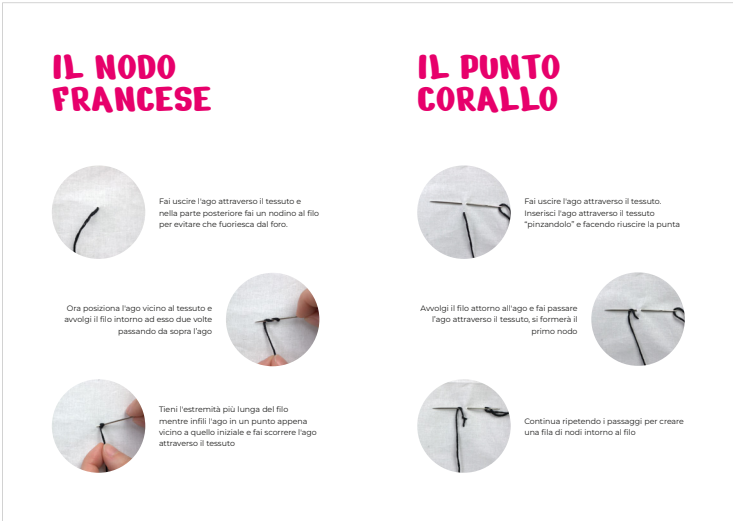 IL NODO
FRANCESE
Fai uscire l'ago attraverso il tessuto e
nella parte posteriore fai un nodino al filo
per evitare che fuoriesca dal foro.
Ora posiziona l'ago vicino al tessuto e
avvolgi il filo intorno ad esso due volte
passando da sopra l'ago
Tieni l'estremità più lunga del filo
mentre infili l'ago in un punto appena
vicino a quello iniziale e fai scorrere l'ago
attraverso il tessuto
IL PUNTO
CORALLO
Fai uscire l'ago attraverso il tessuto.
Inserisci l'ago attraverso il tessuto
"pinzandolo" e facendo riuscire la punta
Avvolgi il filo attorno all'ago e fai passare
l'ago attraverso il tessuto, si formerà il
primo nodo
Continua ripetendo i passaggi per creare
una fila di nodi intorno al filo